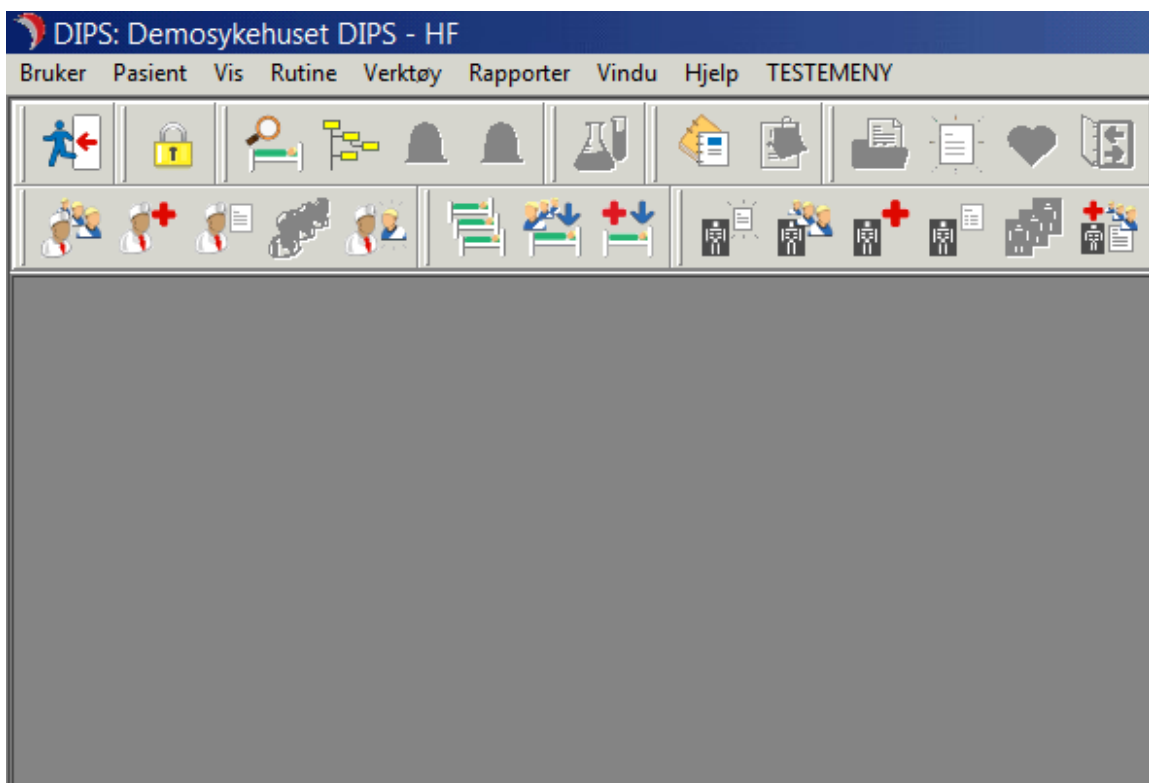 DIPS: Demosykehuset DIPS - HF
Bruker Pasient Vis Rutine Verktøy Rapporter Vindu Hjelp TESTEMENY